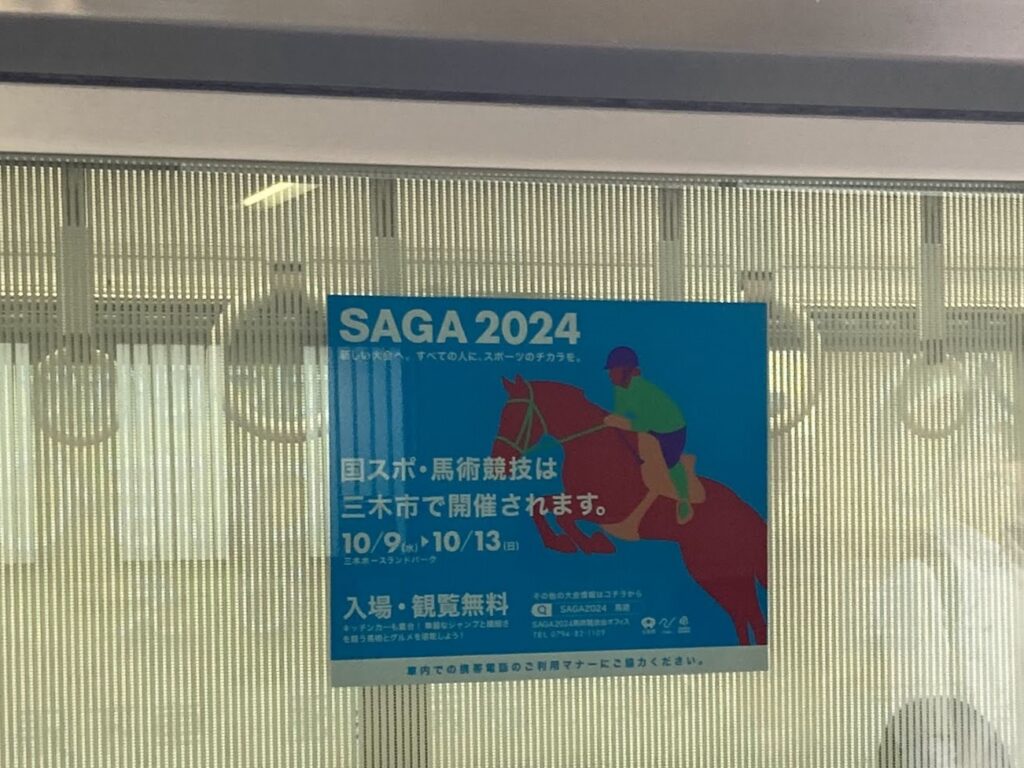 SAGA 2024
新しい大会へ。すべての人に、スポーツのチカラを。
国スポ・馬術競技は
三木市で開催されます。
10/9(水)▶10/13(日)
三木ホースランドパーク
入場・観覧無料
キッチンカーも集合! 華麗なジャンプと繊細さ
を競う馬術とグルメを堪能しよう!
その他の大会情報はコチラから
SAGA2024 馬術
SAGA2024馬術競技会オフィス
TEL 0794-82-1109
車内での携帯電話のご利用マナーにご協力ください。